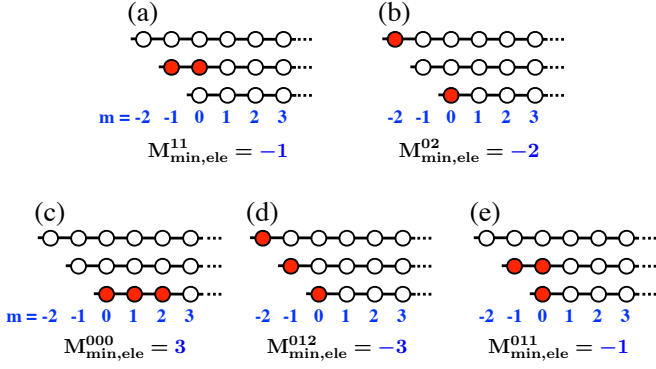 (a) (b)
m = -2 -1 0 1 2 3 -2 -1 0 1 2 3
M^{11}_{min,ele} = −1 M^{02}_{min,ele} = −2
(c) (d) (e)
m = -2 -1 0 1 2 3 -2 -1 0 1 2 3 -2 -1 0 1 2 3
M^{000}_{min,ele} = 3 M^{012}_{min,ele} = −3 M^{011}_{min,ele} = −1